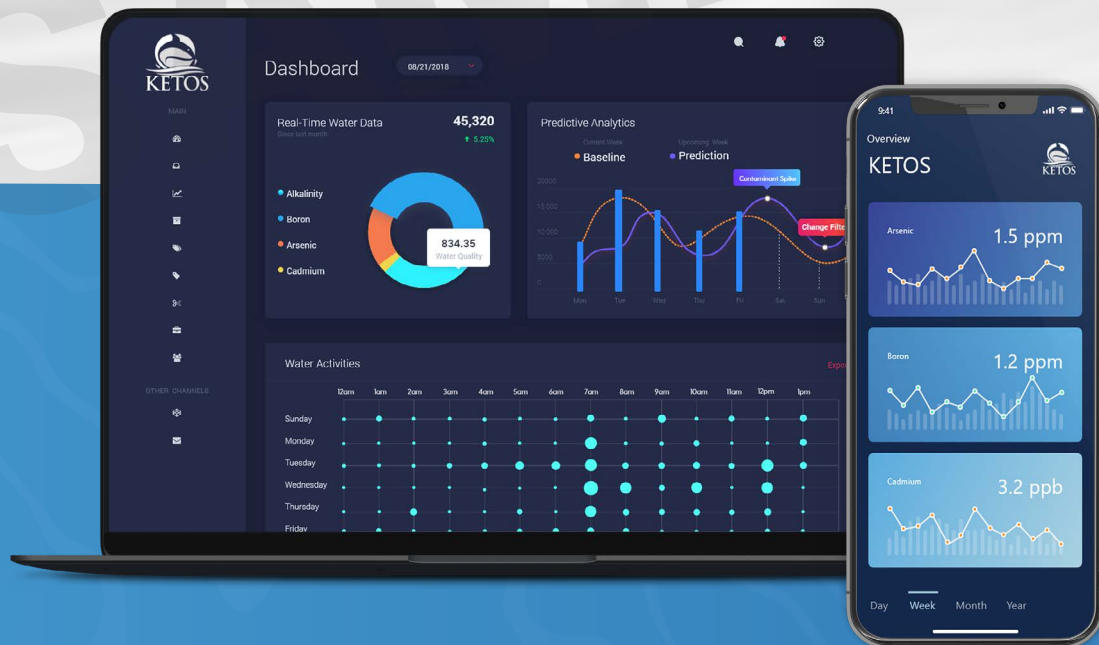 KETOS
MAIN
OTHER CHANNELS
Dashboard
08/21/2018
Real-Time Water Data
Since last month
45,320
5.25%
Alkalinity
Boron
Arsenic
Cadmium
834.35
Water Quality
Predictive Analytics
Current Week
Baseline
Upcoming Week
Prediction
20000
15000
10000
5000
0
Contaminant Spike
Change Filte
Mon Tue Wed Thu Fri Sat Sun
Water Activities
Expo
12am 1am 2am 3am 4am 5am 6am 7am 8am 9am 10am 11am 12pm 1pm
Sunday
Monday
Tuesday
Wednesday
Thursday
Friday
9:41
Overview
KETOS
KETOS
Arsenic
1.5 ppm
Boron
1.2 ppm
Cadmium
3.2 ppb
Day Week Month Year